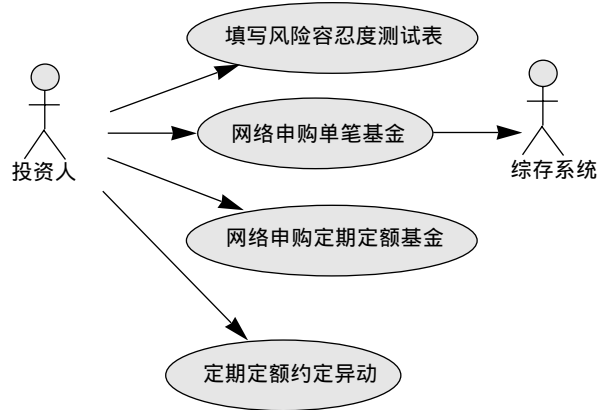 填写风险容忍度测试表
网络申购单笔基金
投资人
综存系统
网络申购定期定额基金
定期定额约定异动